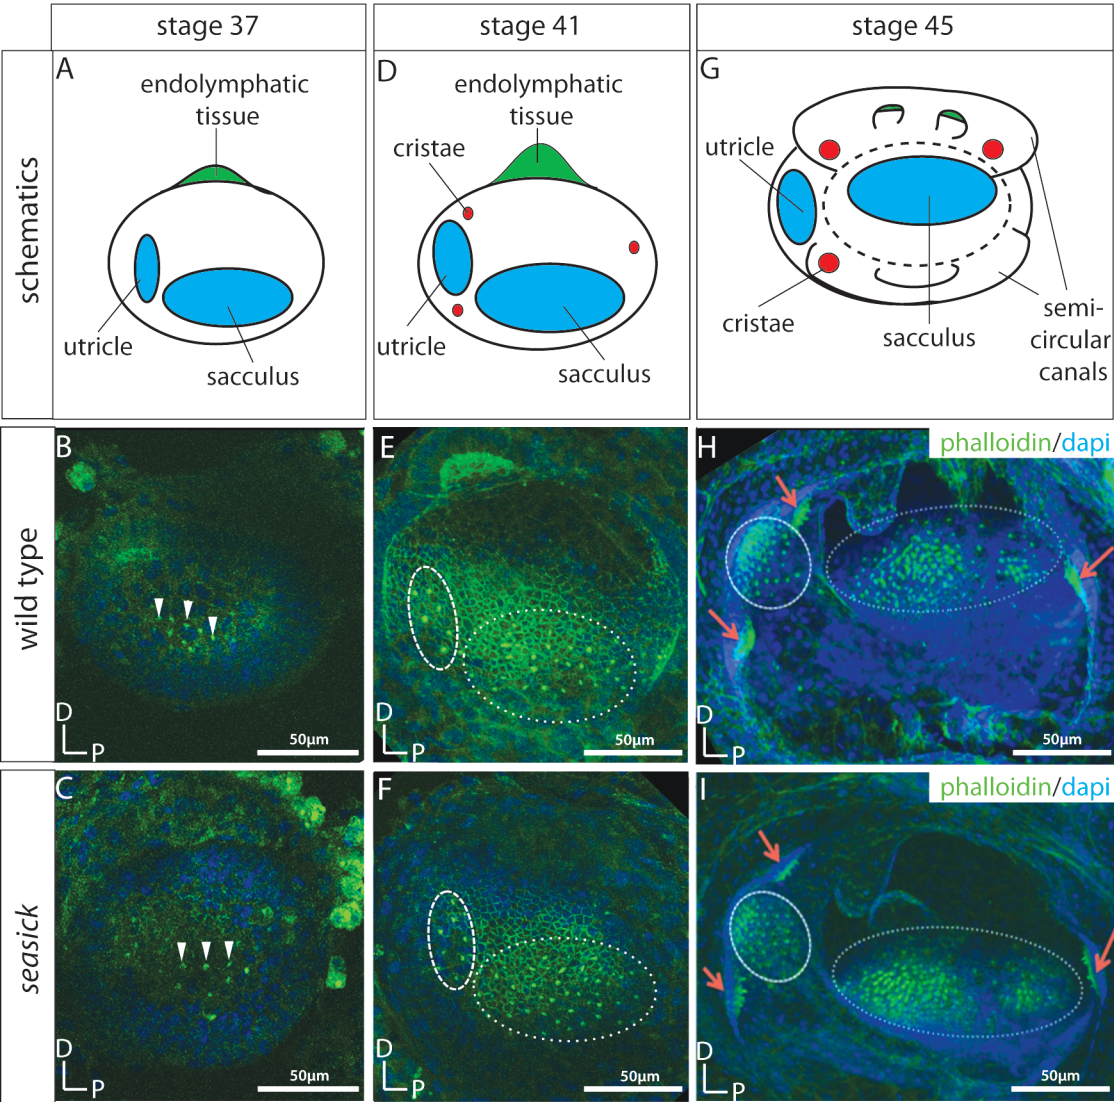 stage 37
stage 41
stage 45
schematics
A
endolymphatic
tissue
utricle
sacculus
D
endolymphatic
tissue
cristae
utricle
sacculus
G
utricle
cristae
sacculus
semi-
circular
canals
wild type
B
D
P
50µm
E
D
P
50µm
H
phalloidin/dapi
D
P
50µm
seasick
C
D
P
50µm
F
D
P
50µm
I
phalloidin/dapi
D
P
50µm